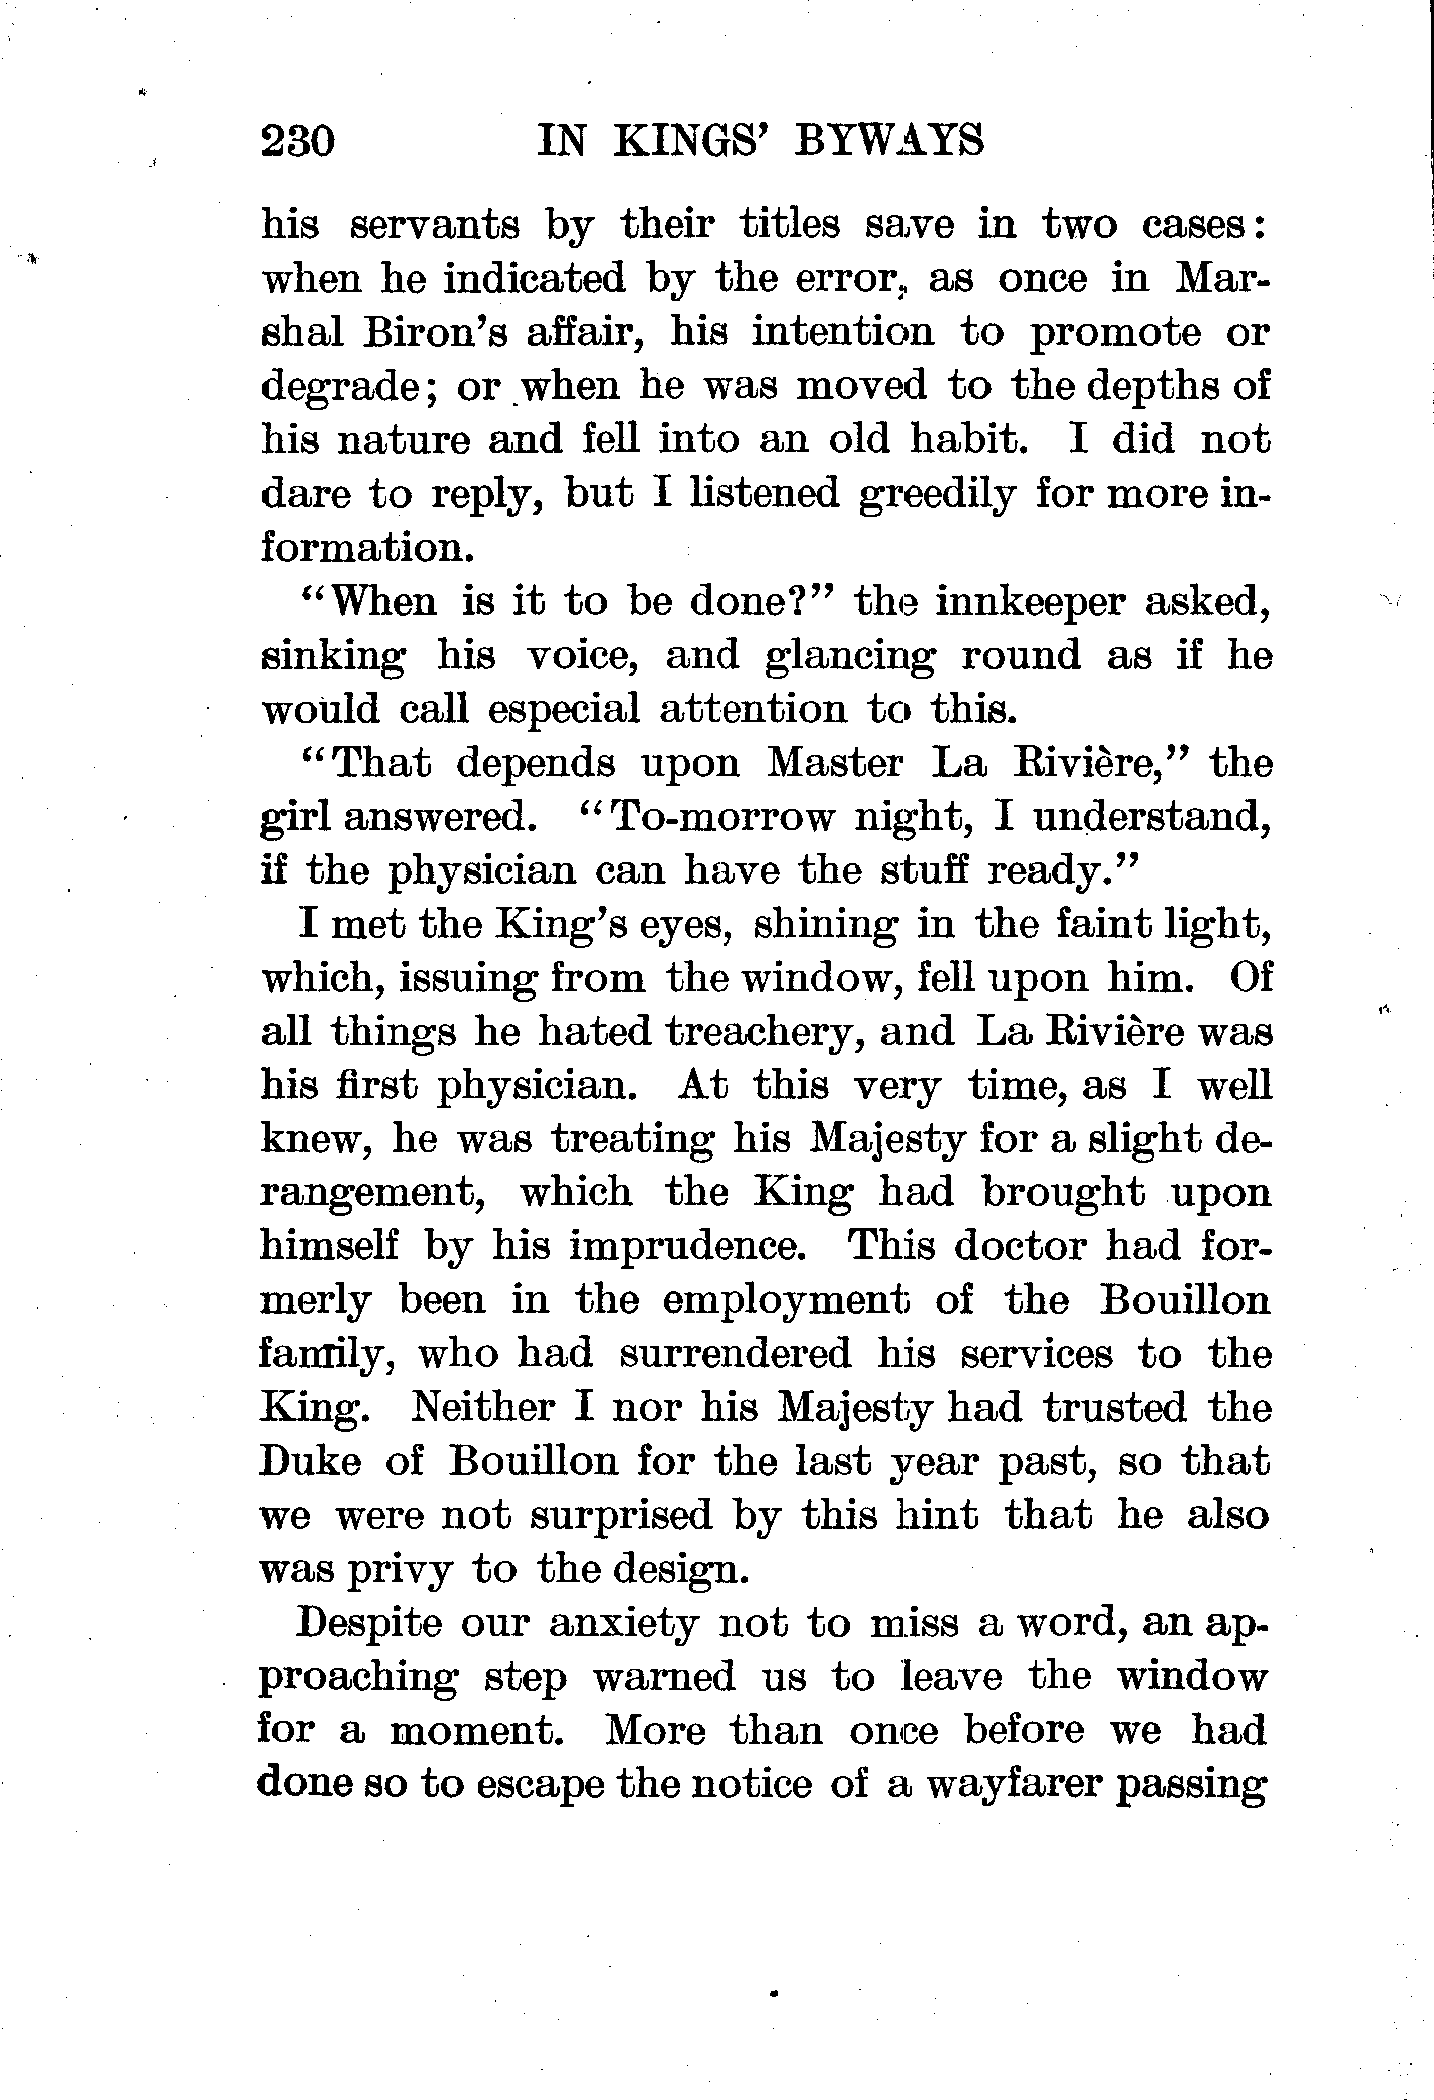 230 IN KINGS' BYWAYS
his servants by their titles save in two cases:
when he indicated by the error, as once in Mar-
shal Biron's affair, his intention to promote or
degrade; or when he was moved to the depths of
his nature and fell into an old habit. I did not
dare to reply, but I listened greedily for more in-
formation.
"When is it to be done?" the innkeeper asked,
sinking his voice, and glancing round as if he
would call especial attention to this.
"That depends upon Master La Rivière," the
girl answered. "To-morrow night, I understand,
if the physician can have the stuff ready."
I met the King's eyes, shining in the faint light,
which, issuing from the window, fell upon him. Of
all things he hated treachery, and La Rivière was
his first physician. At this very time, as I well
knew, he was treating his Majesty for a slight de-
rangement, which the King had brought upon
himself by his imprudence. This doctor had for-
merly been in the employment of the Bouillon
family, who had surrendered his services to the
King. Neither I nor his Majesty had trusted the
Duke of Bouillon for the last year past, so that
we were not surprised by this hint that he also
was privy to the design.
Despite our anxiety not to miss a word, an ap-
proaching step warned us to leave the window
for a moment. More than once before we had
done so to escape the notice of a wayfarer passing